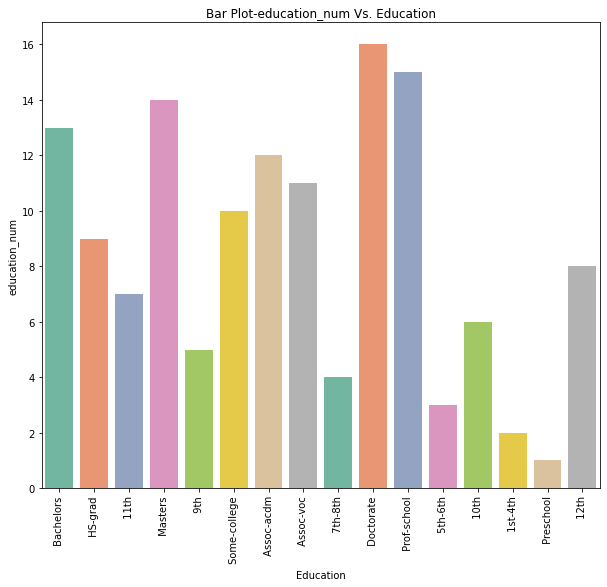 Bar Plot-education_num Vs. Education
16
14
12
10
8
6
4
2
0
education_num
Bachelors
HS-grad
11th
Masters
9th
Some-college
Assoc-acdm
Assoc-voc
7th-8th
Doctorate
Prof-school
5th-6th
10th
1st-4th
Preschool
12th
Education